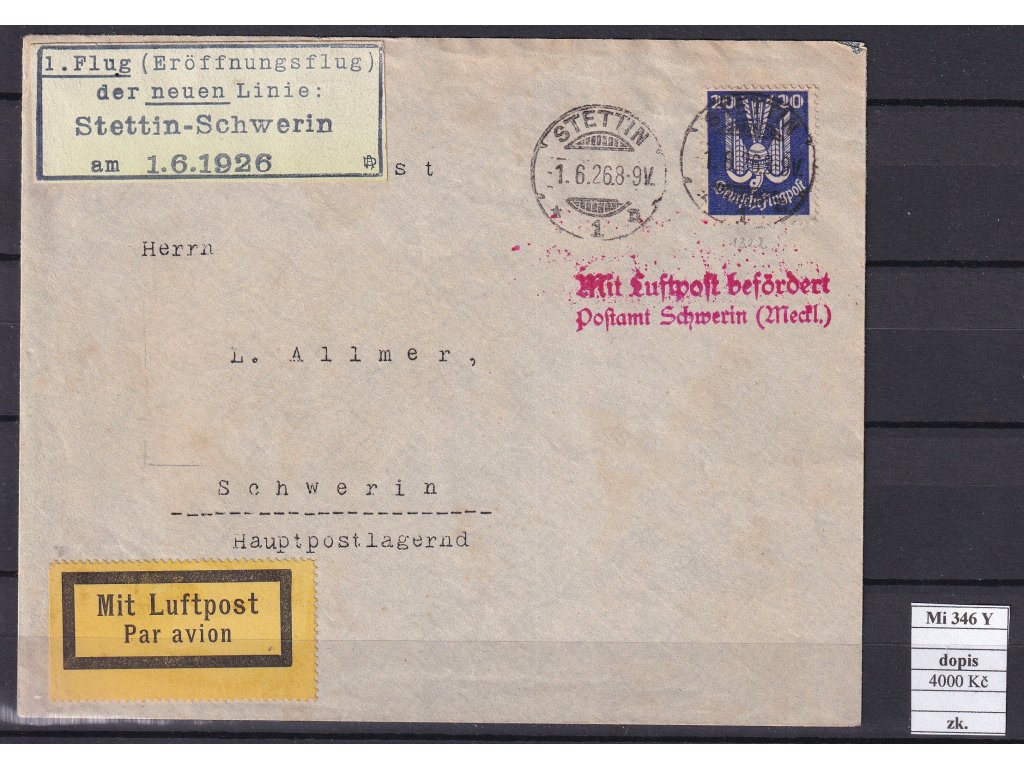 1. Flug (Eröffnungsflug)
der neuen Linie:
Stettin-Schwerin
am 1.6.1926
st
STETTIN
1.6.26.8-9V.
* 1 n
20 20
Deutsche Flugpost
1322
Mit Luftpost befördert
Postamt Schwerin (Meckl.)
Herrn
L. Allmer,
Schwerin
Hauptpostlagernd
Mit Luftpost
Par avion
Mi 346 Y
dopis
4000 Kč
zk.